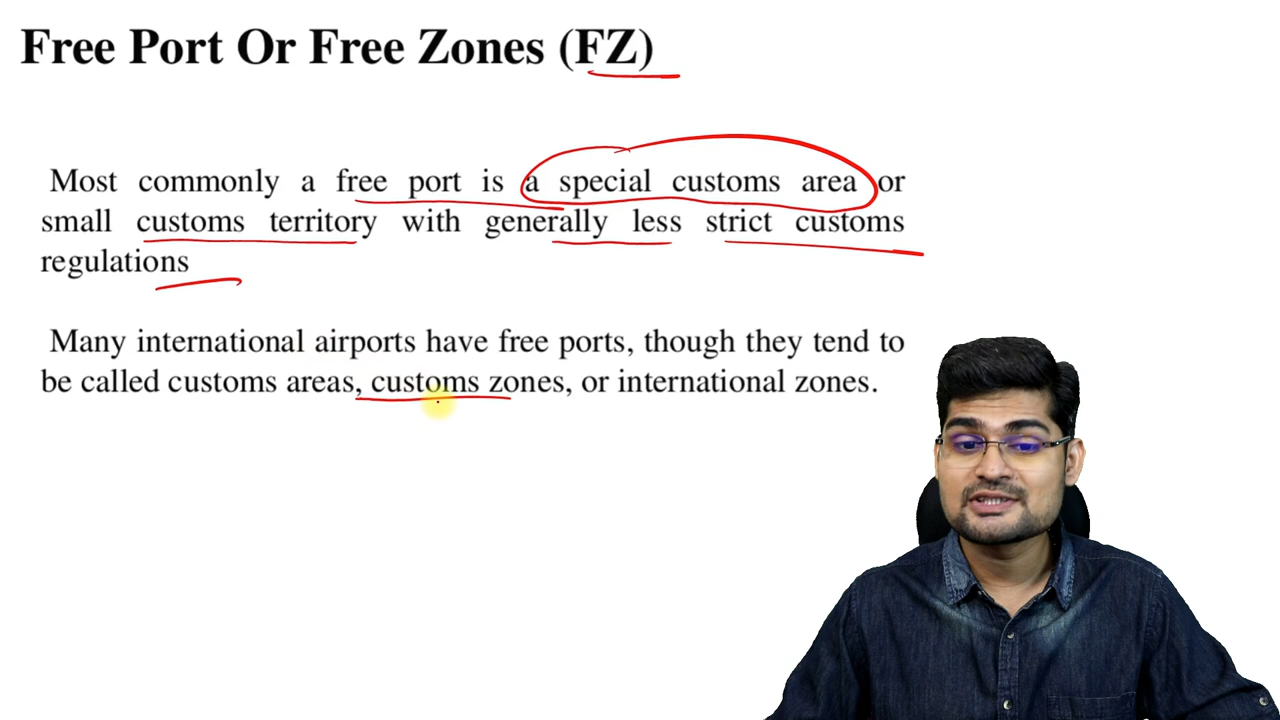 Free Port Or Free Zones (FZ)
Most commonly a free port is a special customs area or
small customs territory with generally less strict customs
regulations
Many international airports have free ports, though they tend to
be called customs areas, customs zones, or international zones.